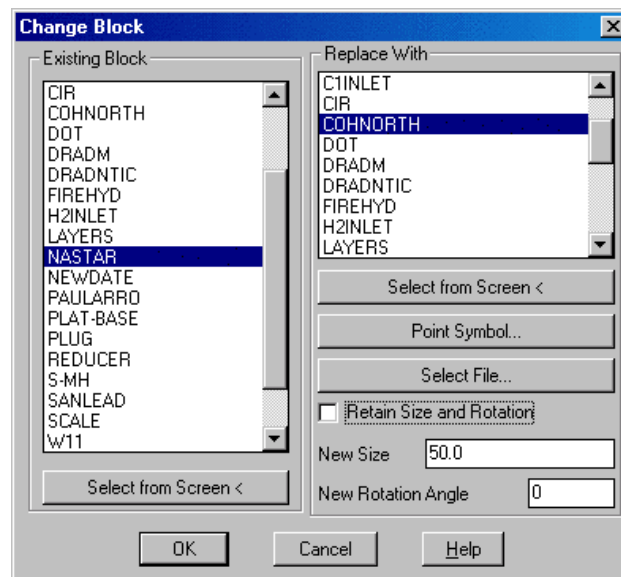 Change Block
Existing Block
CIR
COHNORTH
DOT
DRADM
DRADNTIC
FIREHYD
H2INLET
LAYERS
NASTAR
NEWDATE
PAULARRO
PLAT-BASE
PLUG
REDUCER
S-MH
SANLEAD
SCALE
W11
Select from Screen <
Replace With
C1INLET
CIR
COHNORTH
DOT
DRADM
DRADNTIC
FIREHYD
H2INLET
LAYERS
Select from Screen <
Point Symbol...
Select File...
Retain Size and Rotation
New Size 50.0
New Rotation Angle 0
OK Cancel Help